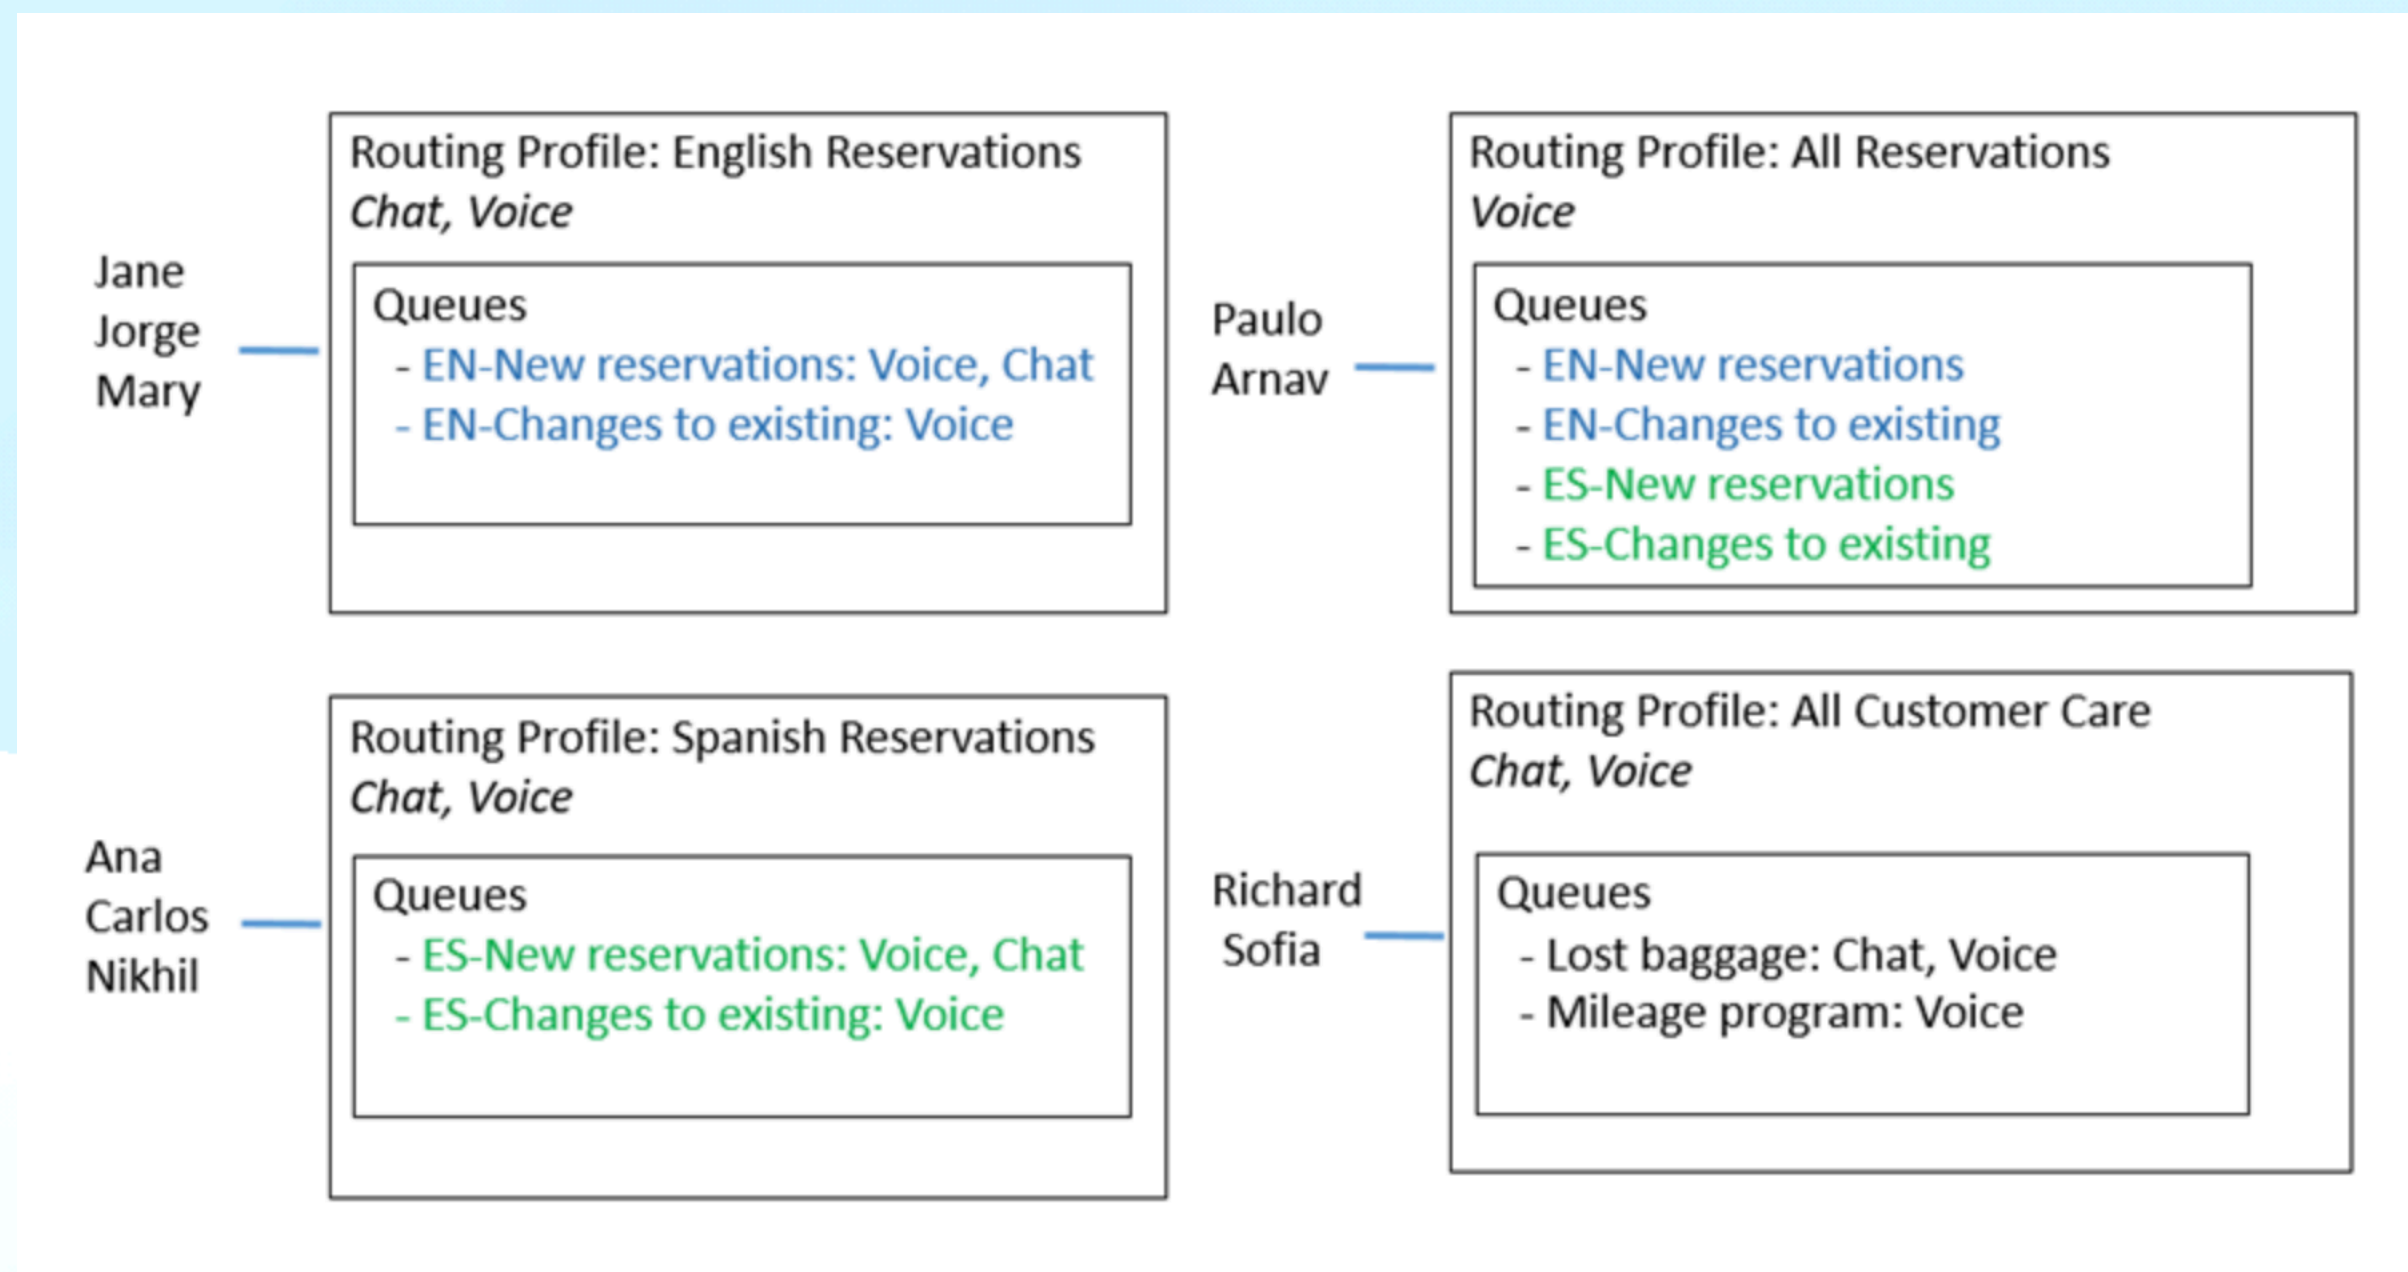 Routing Profile: English Reservations
Chat, Voice
Jane
Jorge
Mary
Queues
- EN-New reservations: Voice, Chat
- EN-Changes to existing: Voice
Routing Profile: All Reservations
Voice
Paulo
Arnav
Queues
- EN-New reservations
- EN-Changes to existing
- ES-New reservations
- ES-Changes to existing
Routing Profile: Spanish Reservations
Chat, Voice
Ana
Carlos
Nikhil
Queues
- ES-New reservations: Voice, Chat
- ES-Changes to existing: Voice
Routing Profile: All Customer Care
Chat, Voice
Richard
Sofia
Queues
- Lost baggage: Chat, Voice
- Mileage program: Voice